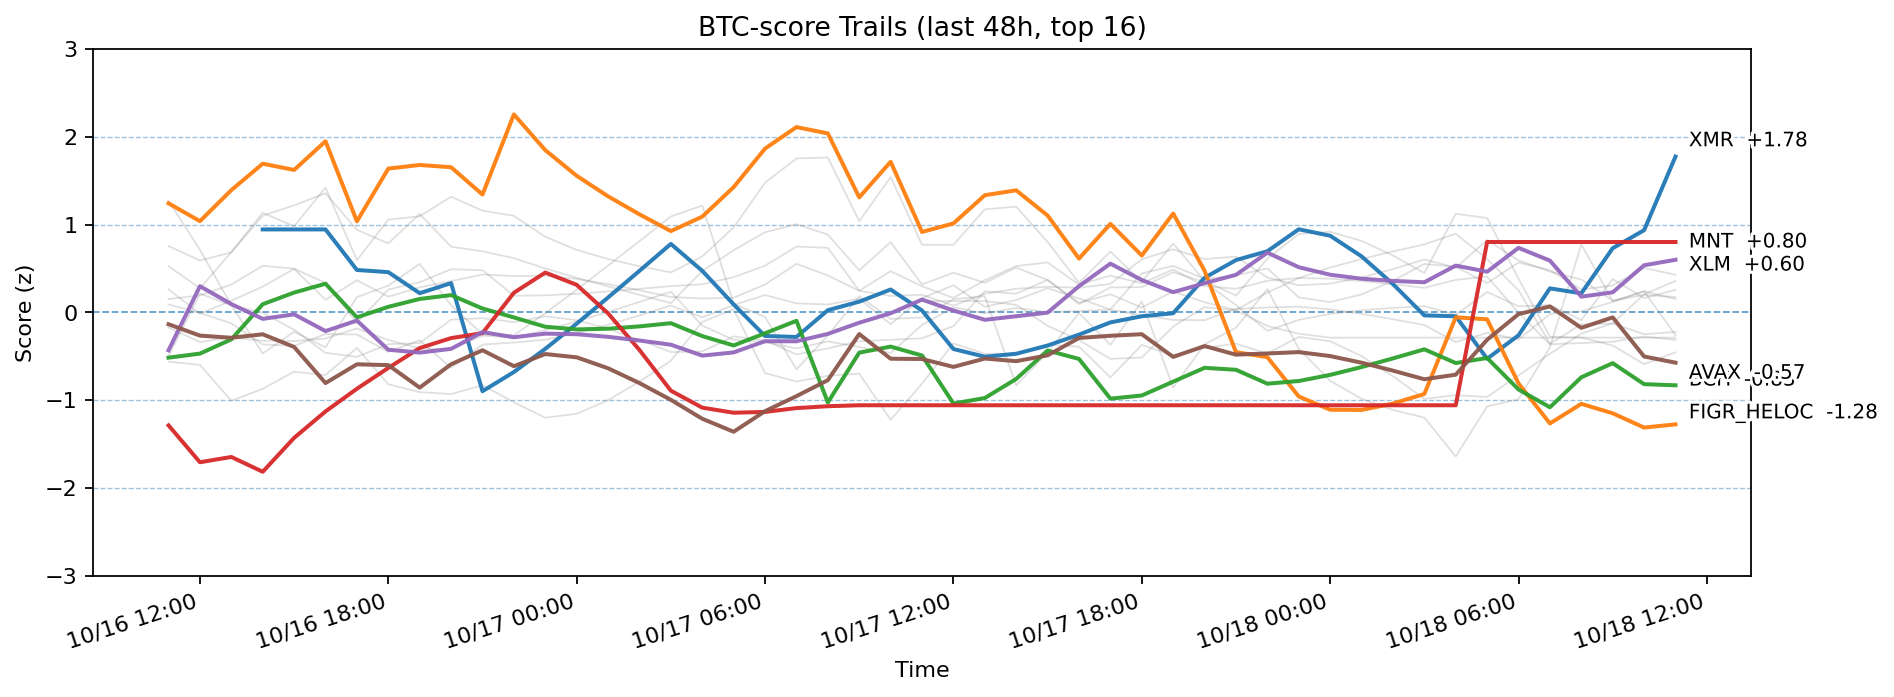 BTC-score Trails (last 48h, top 16)
3
2
1
0
−1
−2
−3
Score (z)
XMR +1.78
MNT +0.80
XLM +0.60
AVAX -0.57
FIGR_HELOC -1.28
10/16 12:00
10/16 18:00
10/17 00:00
10/17 06:00
10/17 12:00
10/17 18:00
10/18 00:00
10/18 06:00
10/18 12:00
Time